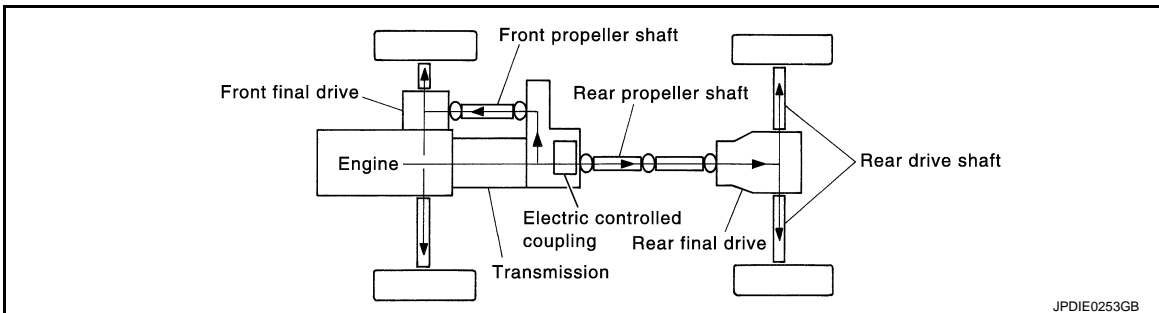 Front propeller shaft
Front final drive
Rear propeller shaft
Engine
Rear drive shaft
Electric controlled
coupling
Rear final drive
Transmission
JPDIE0253GB